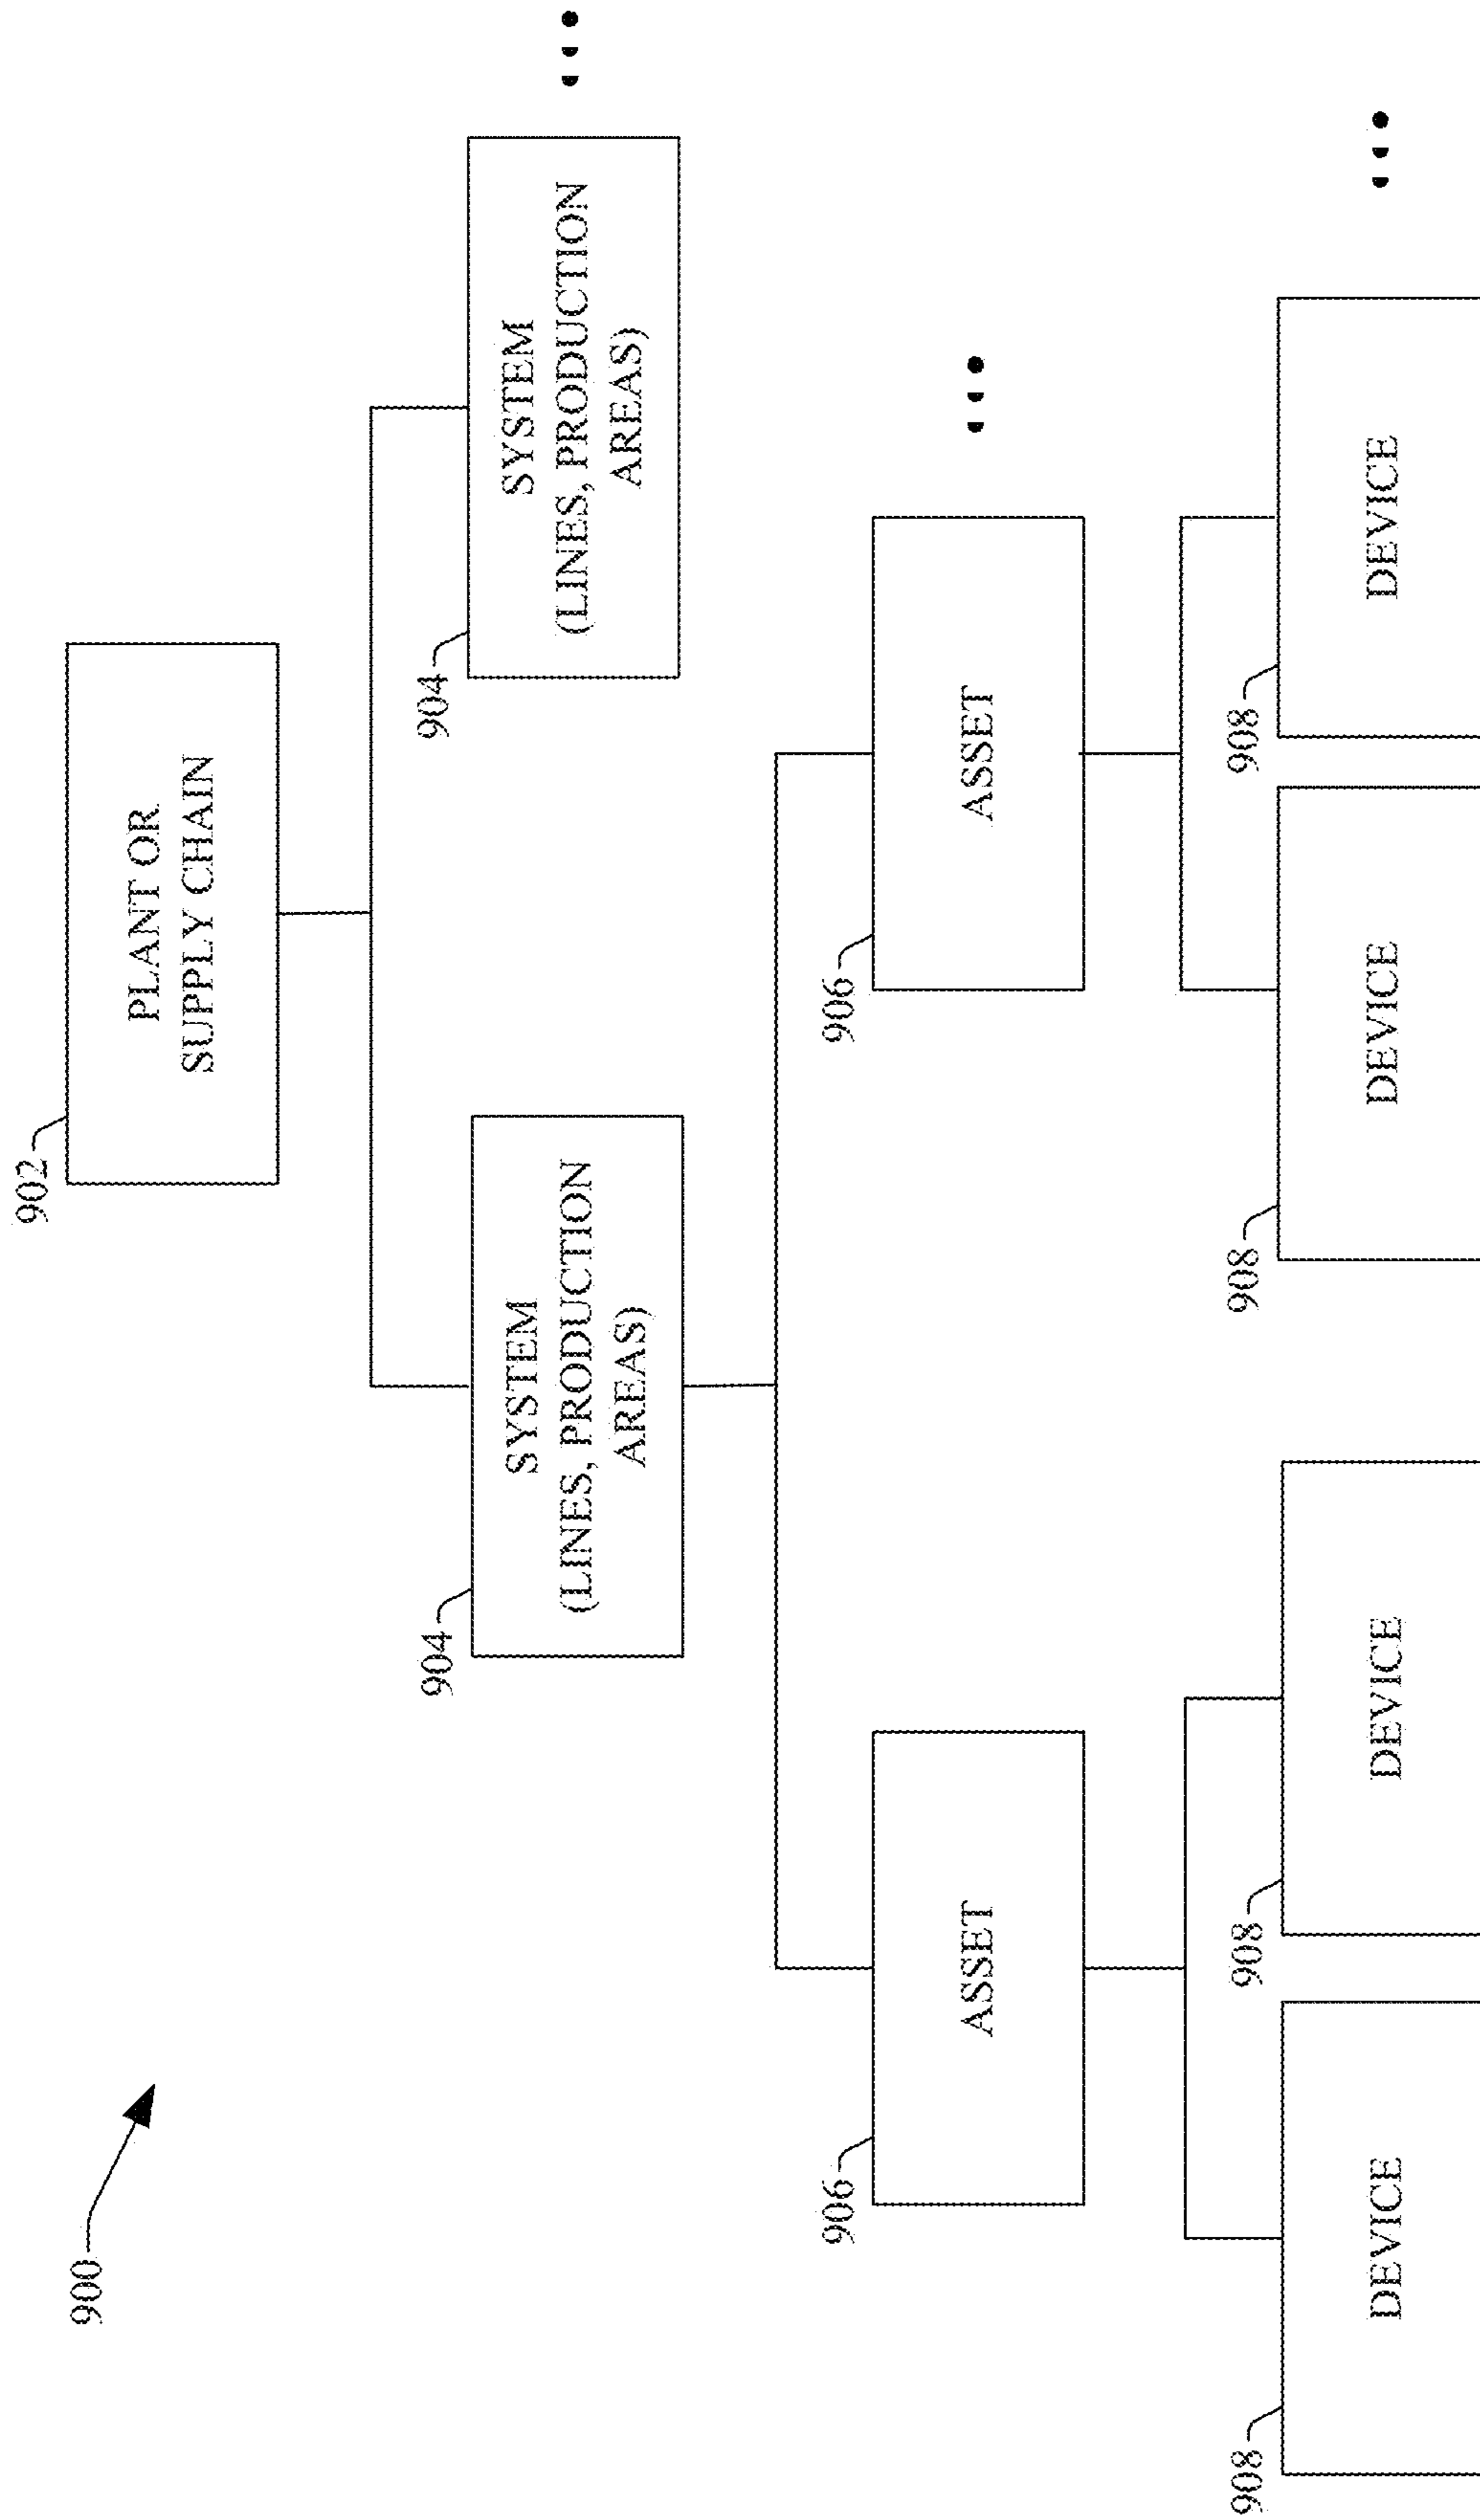 900
902
PLANT OR
SUPPLY CHAIN
904
SYSTEM
(LINES, PRODUCTION
AREAS)
904
SYSTEM
(LINES, PRODUCTION
AREAS)
906
ASSET
906
ASSET
908
DEVICE
908
DEVICE
908
DEVICE
908
DEVICE